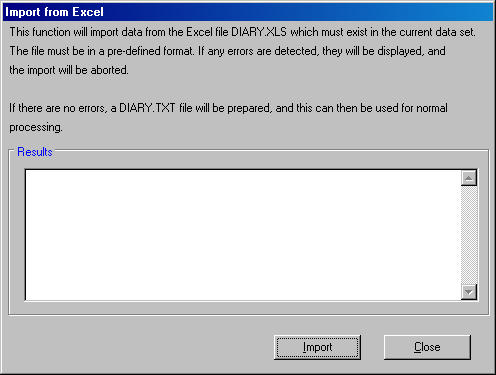 Import from Excel
This function will import data from the Excel file DIARY.XLS which must exist in the current data set.
The file must be in a pre-defined format. If any errors are detected, they will be displayed, and
the import will be aborted.
If there are no errors, a DIARY.TXT file will be prepared, and this can then be used for normal
processing.
Results
Import
Close